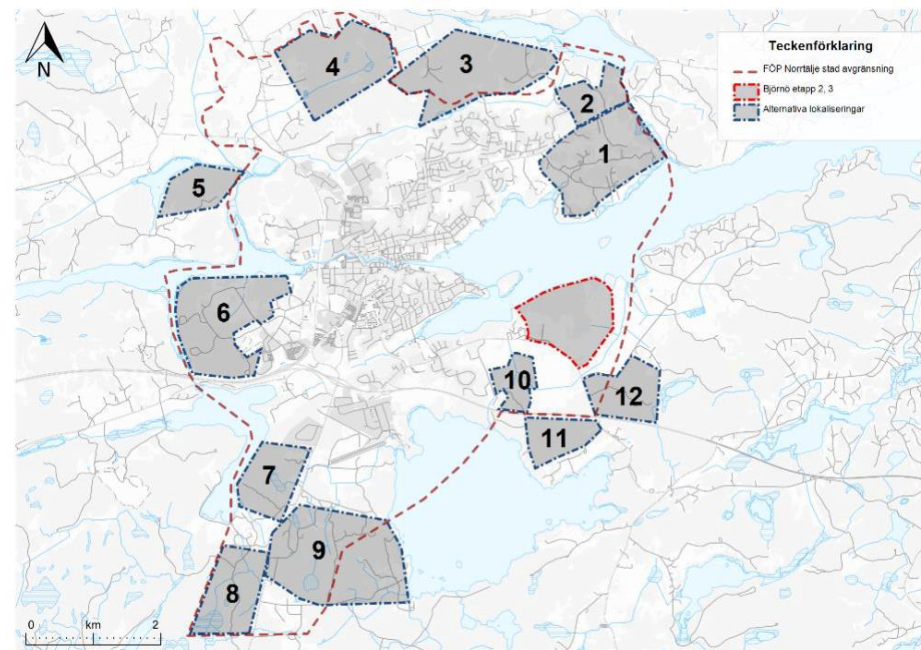 N
Teckenförklaring
FÖP Norrtälje stad avgränsning
Björnö etapp 2, 3
Alternativa lokaliseringar
4
3
2
1
5
6
10
12
11
7
9
8
0 km 2